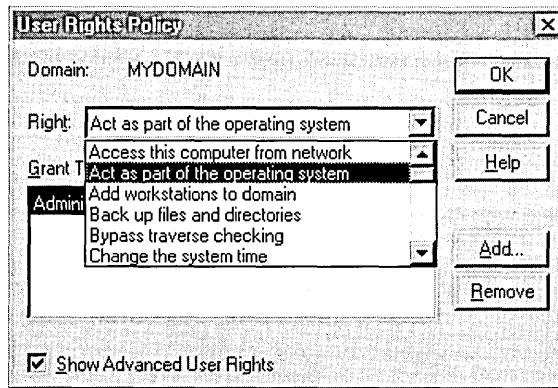 User Rights Policy
Domain: MYDOMAIN
OK
Right: Act as part of the operating system
Cancel
Access this computer from network
Grant T
Act as part of the operating system
Help
Admini
Add workstations to domain
Back up files and directories
Bypass traverse checking
Add...
Change the system time
Remove
Show Advanced User Rights